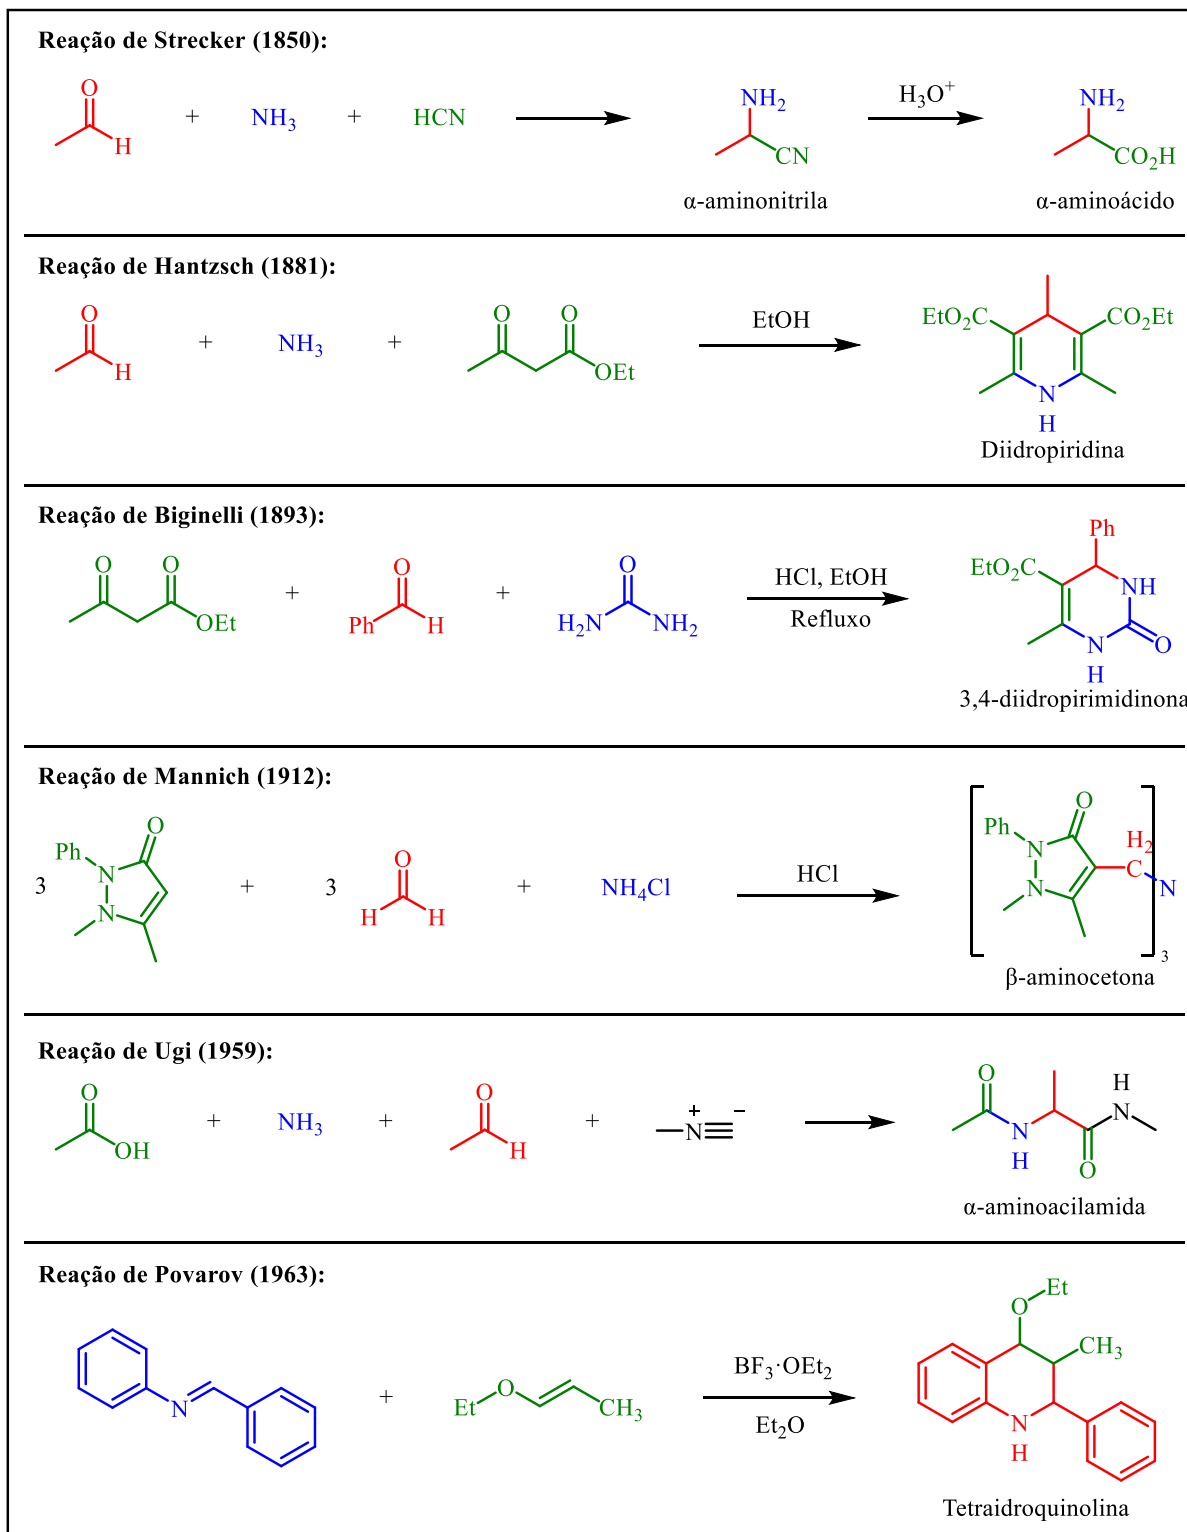 Reação de Strecker (1850):
O
H
+
NH₃
+
HCN
NH₂
CN
α-aminonitrila
H₃O⁺
NH₂
CO₂H
α-aminoácido
Reação de Hantzsch (1881):
O
H
+
NH₃
+
O
O
OEt
EtOH
EtO₂C
CO₂Et
N
H
Diidropiridina
Reação de Biginelli (1893):
O
O
OEt
+
O
Ph
H
+
O
H₂N
NH₂
HCl, EtOH
Refluxo
Ph
EtO₂C
NH
N
H
O
3,4-diidropirimidinona
Reação de Mannich (1912):
3
Ph
N
N
O
+
3
O
H
H
+
NH₄Cl
HCl
Ph
N
N
O
H₂
C
N
3
β-aminocetona
Reação de Ugi (1959):
O
OH
+
NH₃
+
O
H
+
N
+
−
O
N
H
O
H
N
α-aminoacilamida
Reação de Povarov (1963):
N
+
Et
O
CH₃
BF₃·OEt₂
Et₂O
O
Et
CH₃
N
H
Tetraidroquinolina